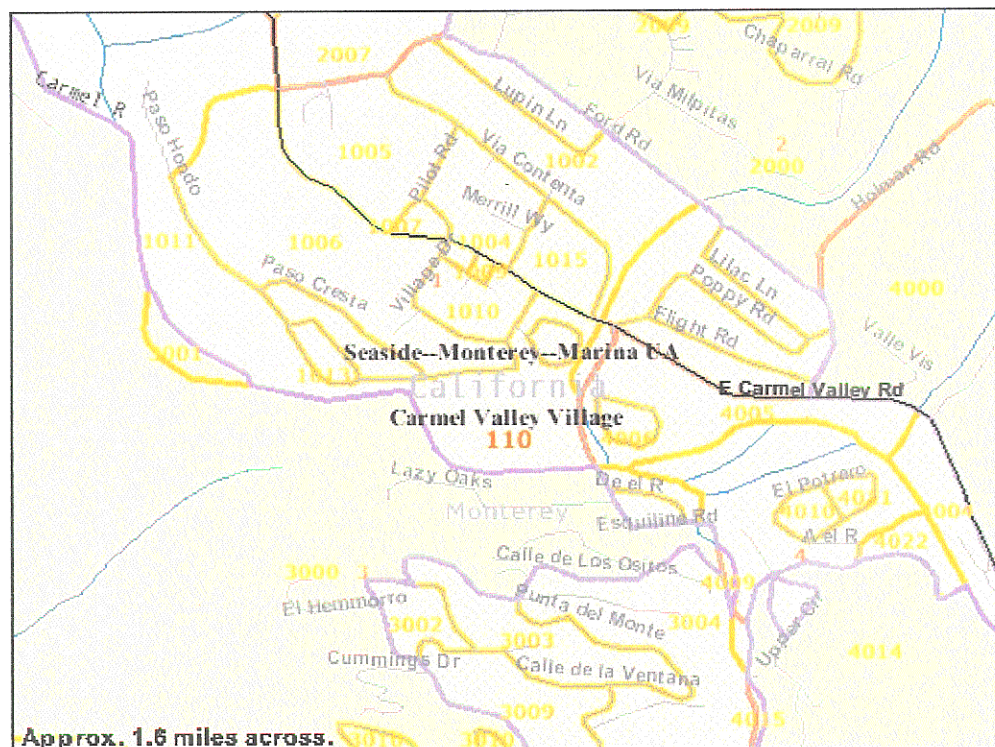 2009
2009
2007
Chaparral Rd
Carmel R
Via Milpitas
Lupin Ln
Paso Hondo
Ford Rd
2
1005
Via Contenta
1002
2000
Holman Rd
Pilot Rd
Merrill Wy
1007
1004
1011
1006
1015
Village Dr
Lilac Ln
Paso Cresta
1
Poppy Rd
4000
1010
Flight Rd
Valle Vis
3001
Seaside--Monterey--Marina UA
1013
California
E Carmel Valley Rd
Carmel Valley Village
4005
110
4006
Lazy Oaks
De el R
El Potrero
4021
4010
4004
Monterey
Esquiline Rd
A el R
4022
Calle de Los Ositos
4
3000
3
4009
El Hemmorro
Punta del Monte
3002
3004
3003
Upper Cir
Cummings Dr
Calle de la Ventana
4014
3009
4015
3010
3010
Approx. 1.6 miles across.